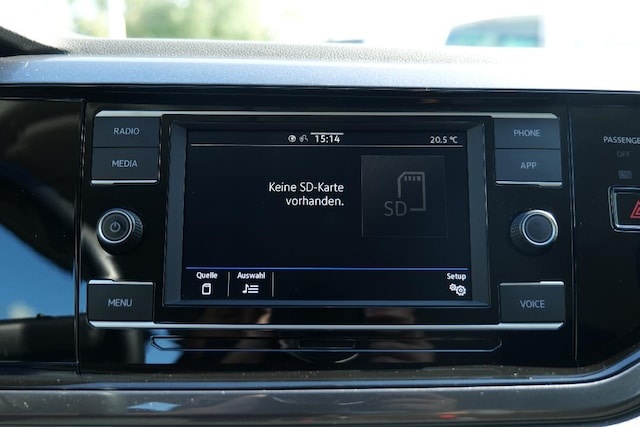 RADIO
MEDIA
MENU
15:14
20.5 °C
Keine SD-Karte
vorhanden.
SD
Quelle
Auswahl
Setup
PHONE
APP
VOICE
OFF